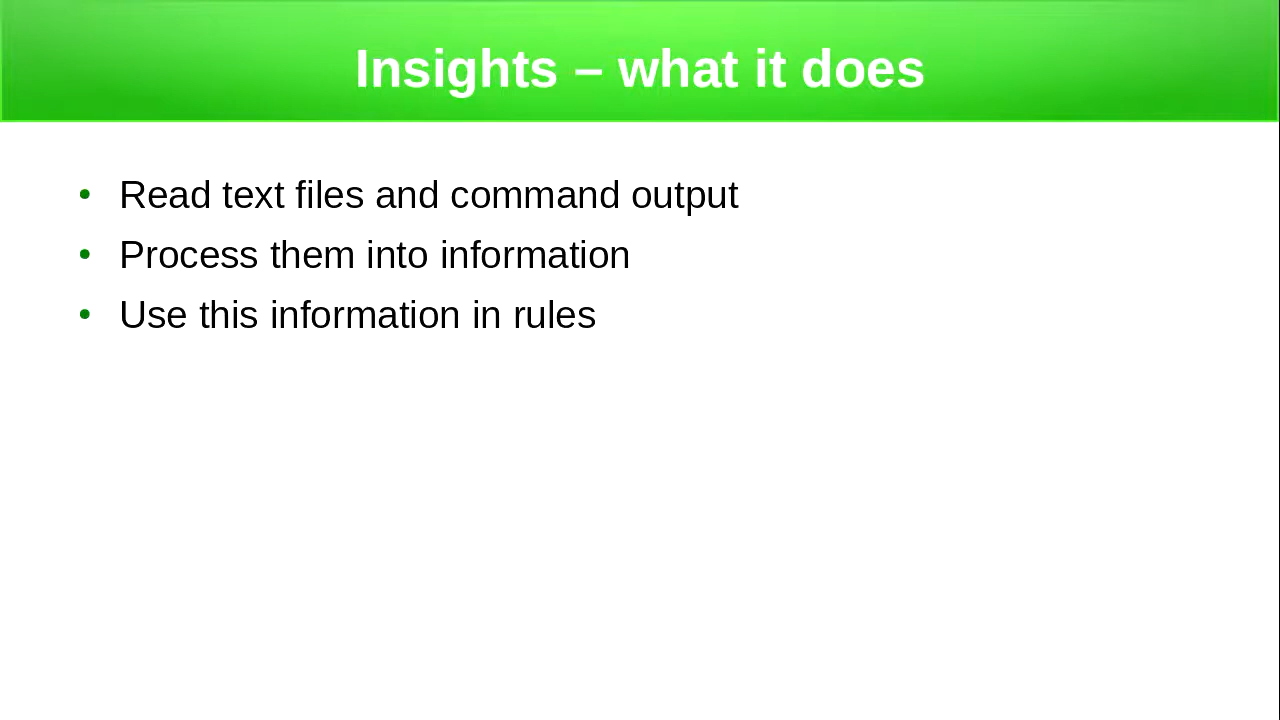 Insights – what it does
• Read text files and command output
• Process them into information
• Use this information in rules